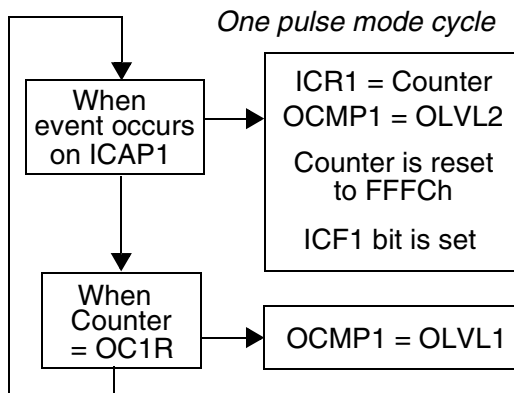 One pulse mode cycle
When
event occurs
on ICAP1
ICR1 = Counter
OCMP1 = OLVL2
Counter is reset
to FFFCh
ICF1 bit is set
When
Counter
= OC1R
OCMP1 = OLVL1